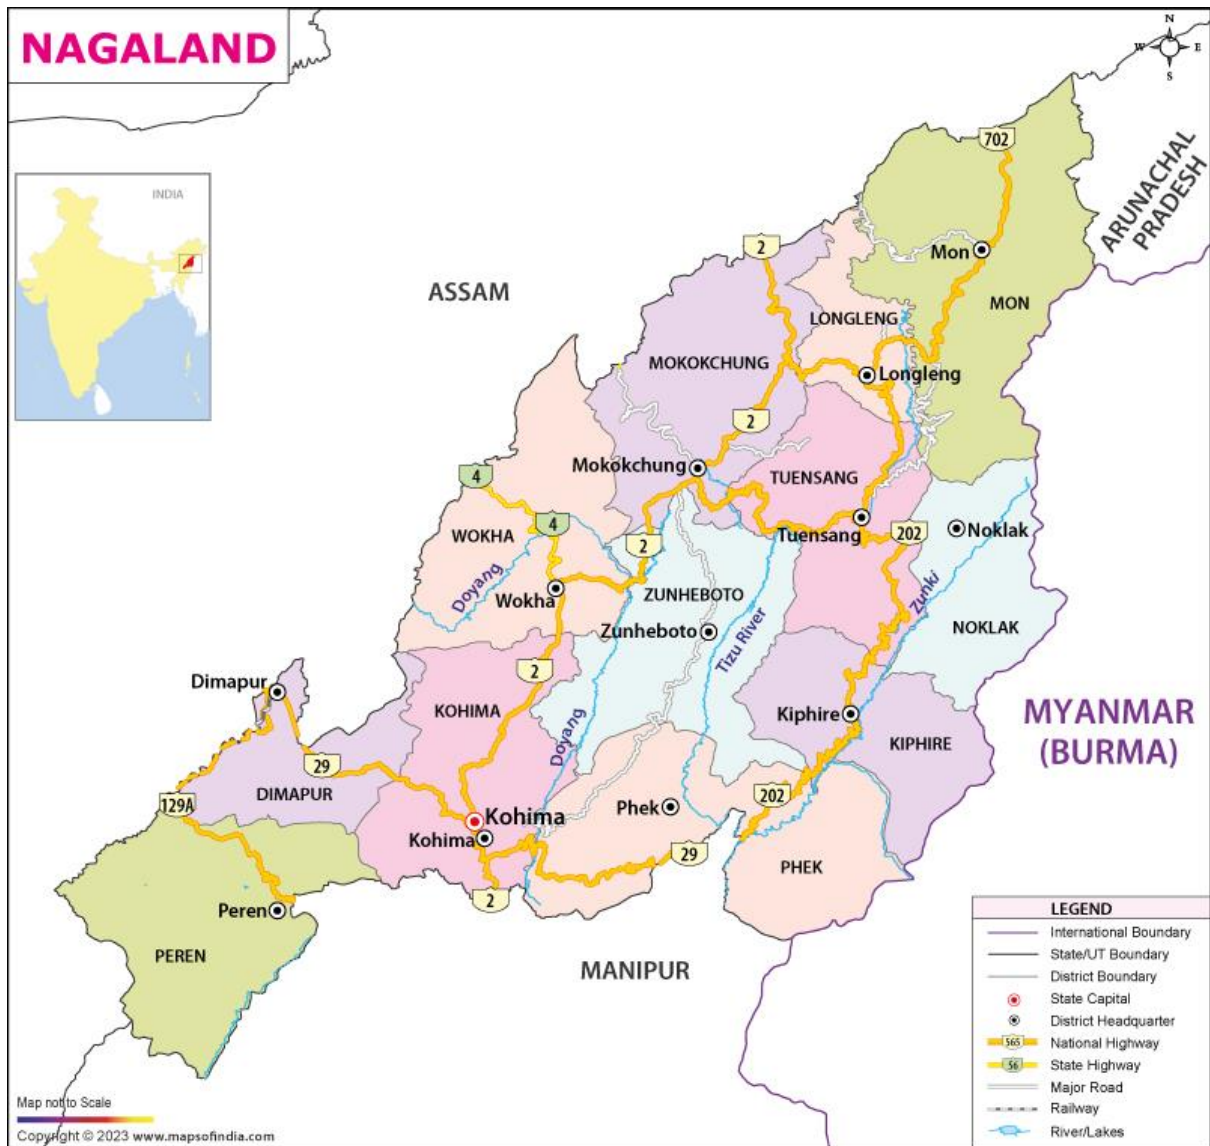 NAGALAND
N
W
E
S
702
ARUNACHAL
PRADESH
INDIA
2
Mon
ASSAM
MON
LONGLENG
MOKOKCHUNG
Longleng
2
Mokokchung
TUENSANG
4
4
WOKHA
202
Noklak
Tuensang
2
Doyang
Wokha
ZUNHEBOTO
Zunki
Zunheboto
NOKLAK
Tizu River
2
Dimapur
KOHIMA
Kiphire
MYANMAR
(BURMA)
Doyang
KIPHIRE
29
DIMAPUR
202
129A
Phek
Kohima
Kohima
29
PHEK
2
Peren
PEREN
MANIPUR
LEGEND
International Boundary
State/UT Boundary
District Boundary
State Capital
District Headquarter
565 National Highway
56 State Highway
Major Road
Railway
River/Lakes
Map not to Scale
Copyright © 2023 www.mapsofindia.com